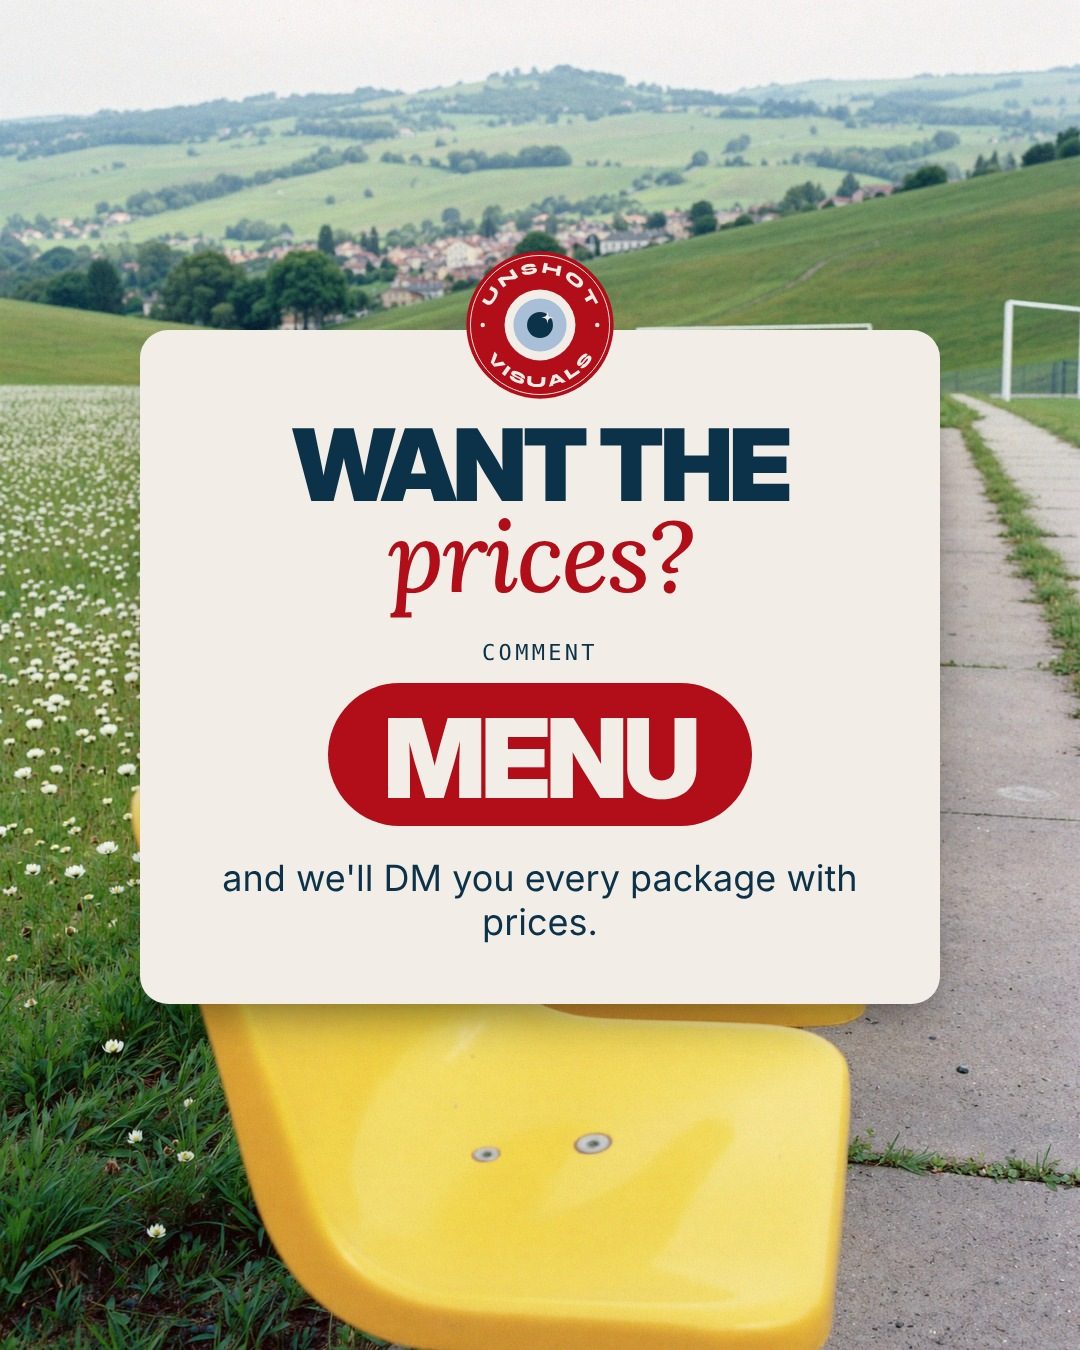 UNSHOT
VISUALS
WANT THE
prices?
COMMENT
MENU
and we'll DM you every package with
prices.